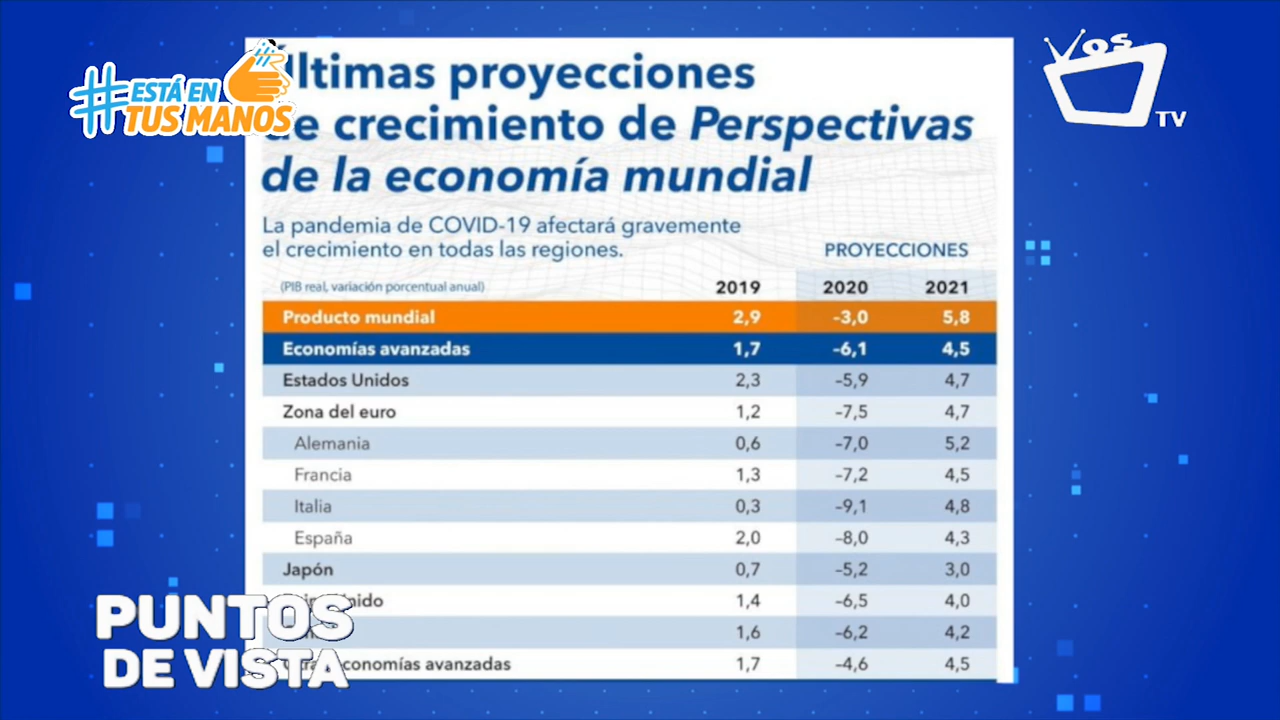 #ESTÁ EN
TUS MANOS
VOS
TV
Últimas proyecciones
de crecimiento de Perspectivas
de la economía mundial
La pandemia de COVID-19 afectará gravemente
el crecimiento en todas las regiones.
PROYECCIONES
(PIB real, variación porcentual anual) 2019 2020 2021
Producto mundial 2,9 –3,0 5,8
Economías avanzadas 1,7 –6,1 4,5
Estados Unidos 2,3 –5,9 4,7
Zona del euro 1,2 –7,5 4,7
Alemania 0,6 –7,0 5,2
Francia 1,3 –7,2 4,5
Italia 0,3 –9,1 4,8
España 2,0 –8,0 4,3
Japón 0,7 –5,2 3,0
1,4 –6,5 4,0
1,6 –6,2 4,2
economías avanzadas 1,7 –4,6 4,5
PUNTOS
DE VISTA